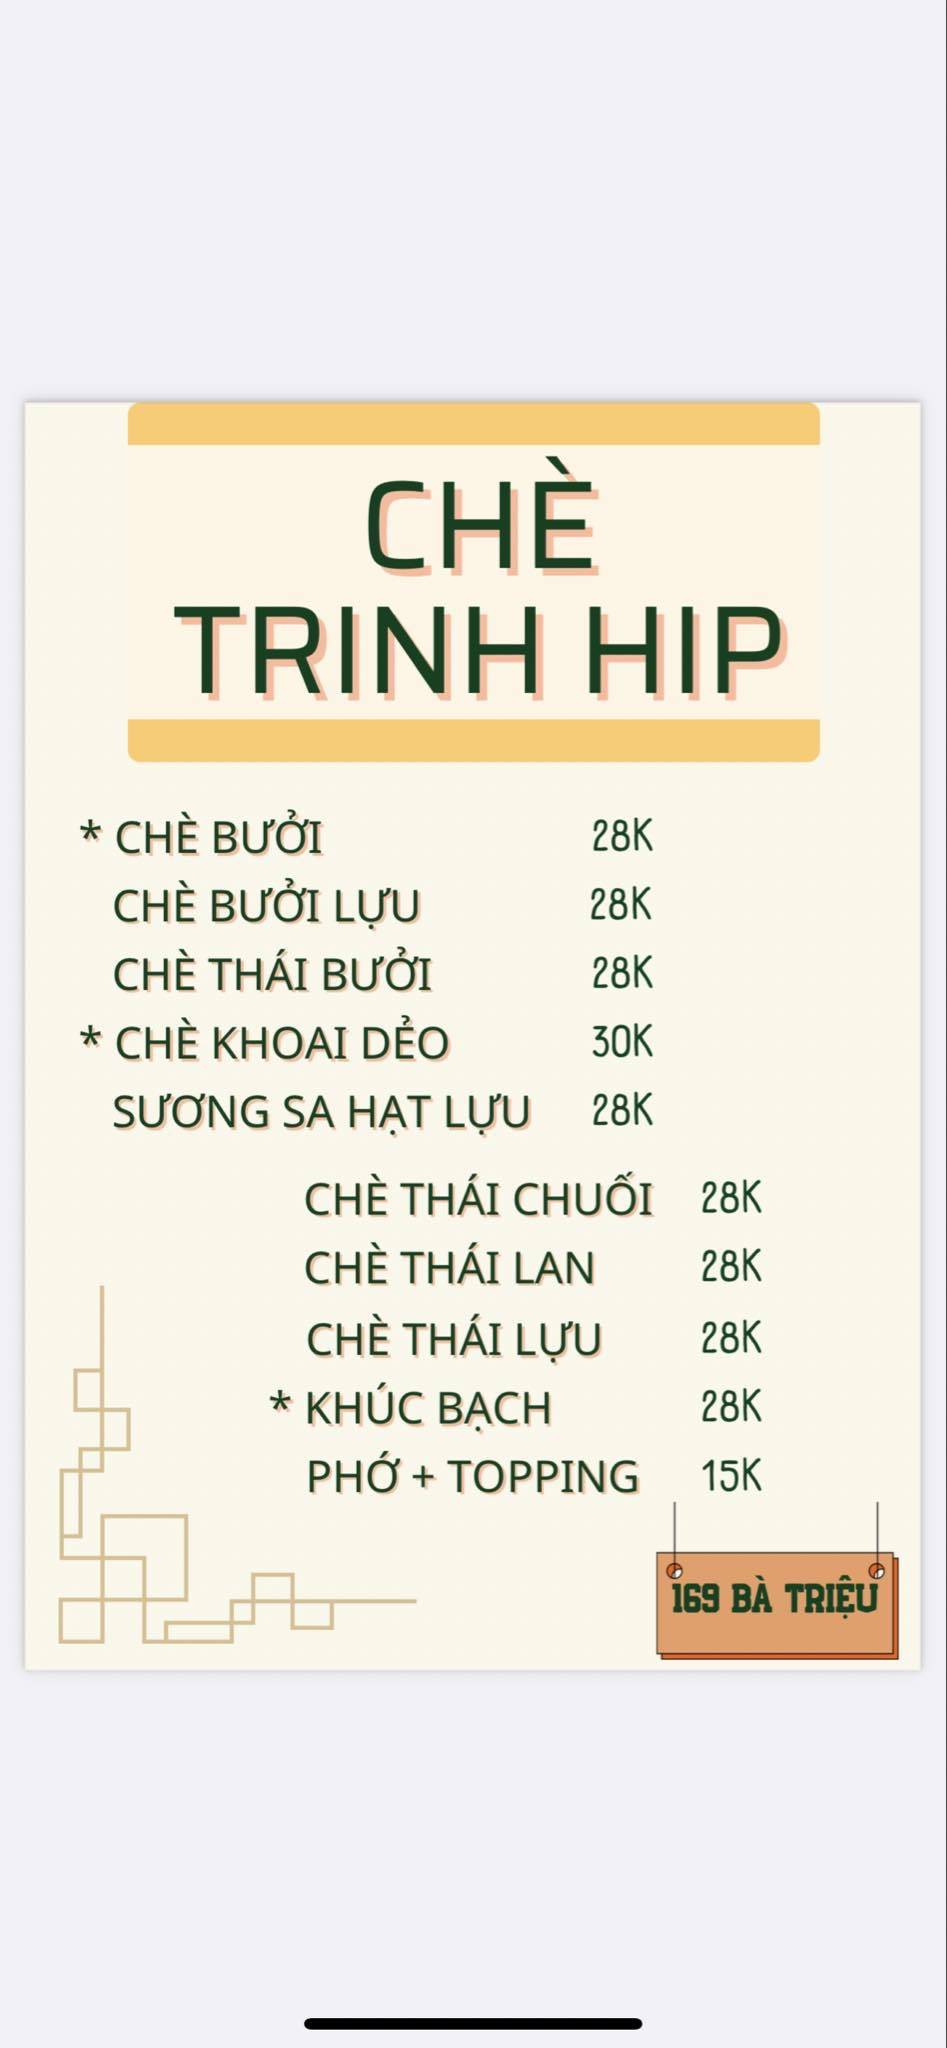 CHÈ
TRINH HIP
* CHÈ BƯỞI 28K
CHÈ BƯỞI LỰU 28K
CHÈ THÁI BƯỞI 28K
* CHÈ KHOAI DẺO 30K
SƯƠNG SA HẠT LỰU 28K
CHÈ THÁI CHUỐI 28K
CHÈ THÁI LAN 28K
CHÈ THÁI LỰU 28K
* KHÚC BẠCH 28K
PHỚ + TOPPING 15K
169 BÀ TRIỆU